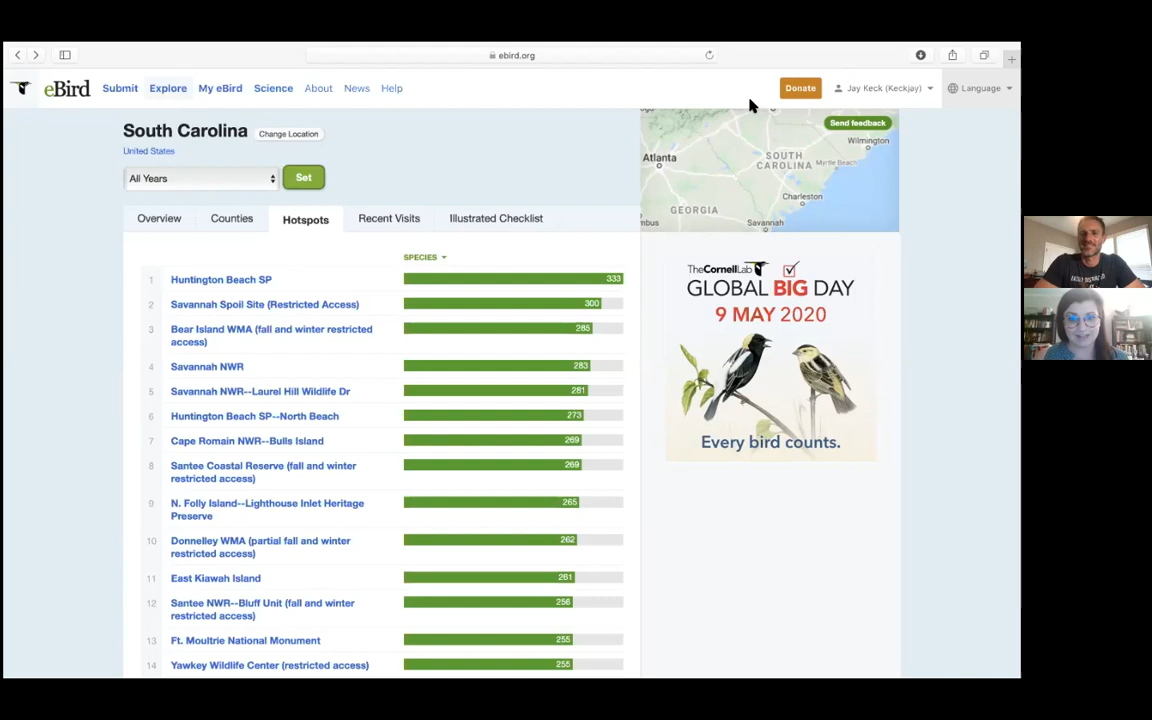 ebird.org
eBird Submit Explore My eBird Science About News Help Donate Jay Keck (Keckjay) Language
South Carolina Change Location
United States
All Years Set
Send feedback
Atlanta
SOUTH
CAROLINA
Wilmington
Myrtle Beach
Charleston
GEORGIA
Savannah
Overview Counties Hotspots Recent Visits Illustrated Checklist
SPECIES
1 Huntington Beach SP 333
2 Savannah Spoil Site (Restricted Access) 300
3 Bear Island WMA (fall and winter restricted
access) 285
4 Savannah NWR 283
5 Savannah NWR--Laurel Hill Wildlife Dr 281
6 Huntington Beach SP--North Beach 273
7 Cape Romain NWR--Bulls Island 269
8 Santee Coastal Reserve (fall and winter
restricted access) 269
9 N. Folly Island--Lighthouse Inlet Heritage
Preserve 265
10 Donnelley WMA (partial fall and winter
restricted access) 262
11 East Kiawah Island 261
12 Santee NWR--Bluff Unit (fall and winter
restricted access) 256
13 Ft. Moultrie National Monument 255
14 Yawkey Wildlife Center (restricted access) 255
TheCornellLab
GLOBAL BIG DAY
9 MAY 2020
Every bird counts.